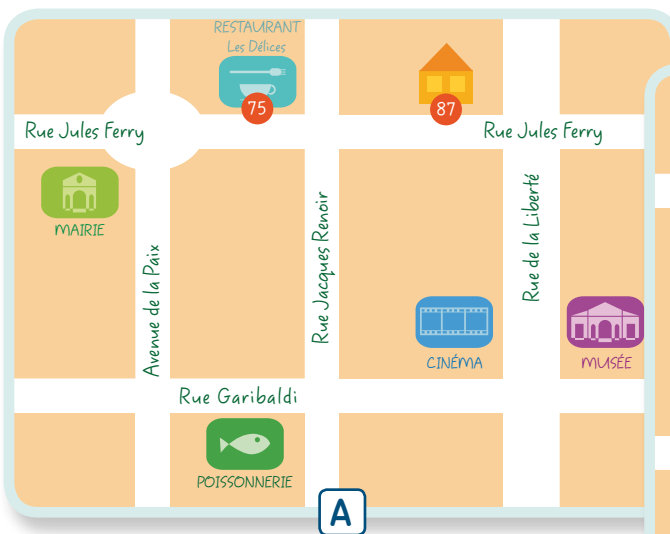 RESTAURANT
Les Délices
75
87
Rue Jules Ferry
Rue Jules Ferry
MAIRIE
Avenue de la Paix
Rue Jacques Renoir
Rue de la Liberté
CINÉMA
MUSÉE
Rue Garibaldi
POISSONNERIE
A